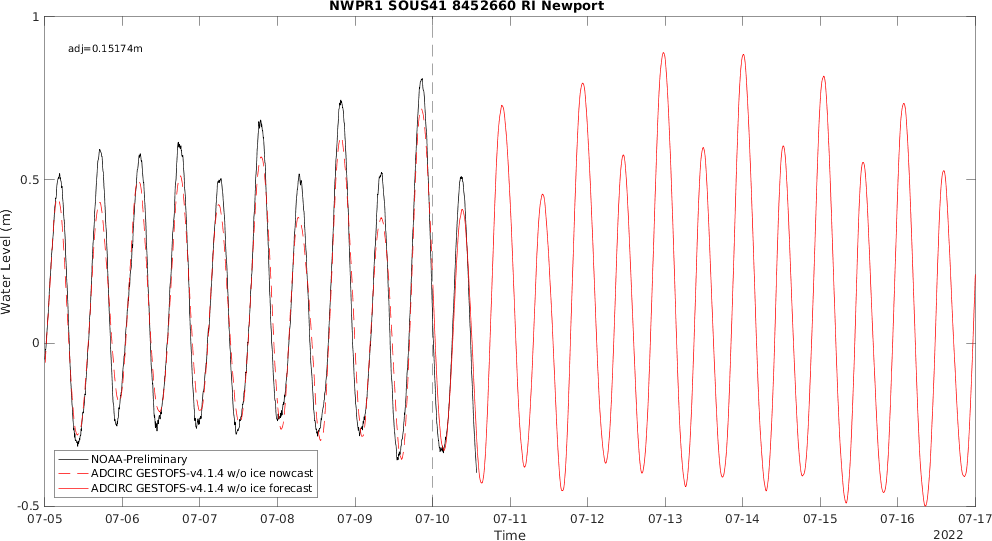 NWPR1 SOUS41 8452660 RI Newport
adj=0.15174m
1
0.5
0
-0.5
Water Level (m)
NOAA-Preliminary
ADCIRC GESTOFS-v4.1.4 w/o ice nowcast
ADCIRC GESTOFS-v4.1.4 w/o ice forecast
07-05 07-06 07-07 07-08 07-09 07-10 07-11 07-12 07-13 07-14 07-15 07-16 07-17
Time
2022